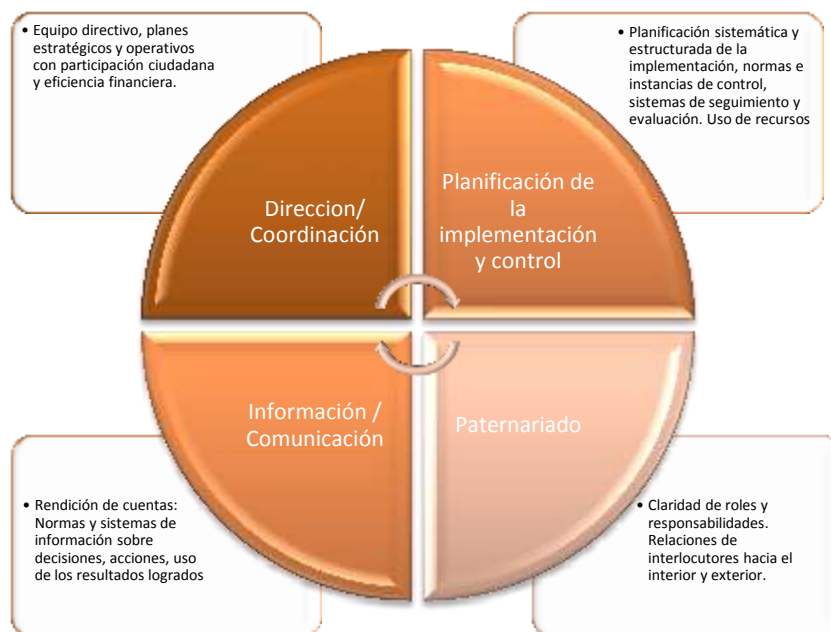 • Equipo directivo, planes
estratégicos y operativos
con participación ciudadana
y eficiencia financiera.
• Planificación sistemática y
estructurada de la
implementación, normas e
instancias de control,
sistemas de seguimiento y
evaluación. Uso de recursos
Direccion/
Coordinación
Planificación de
la
implementación
y control
Información /
Comunicación
Paternariado
• Rendición de cuentas:
Normas y sistemas de
información sobre
decisiones, acciones, uso
de los resultados logrados
• Claridad de roles y
responsabilidades.
Relaciones de
interlocutores hacia el
interior y exterior.